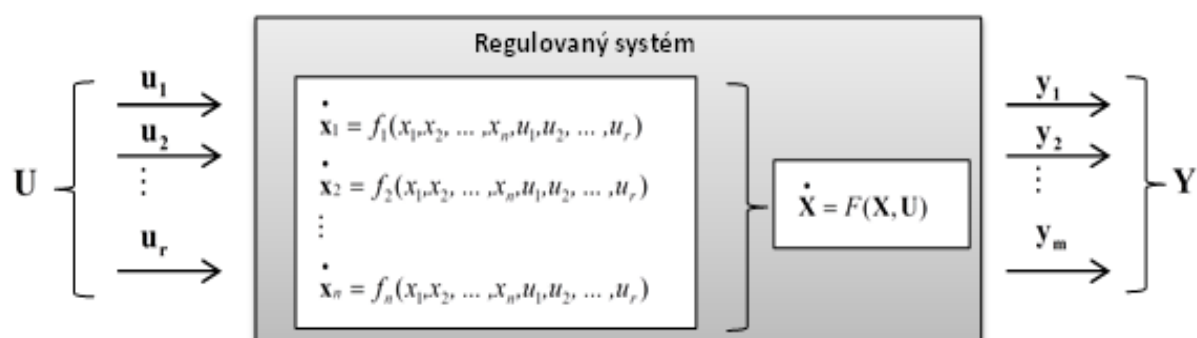 Regulovaný systém
U
u₁
u₂
⋮
uᵣ
ẋ₁ = f₁(x₁,x₂, ... ,xₙ,u₁,u₂, ... ,uᵣ)
ẋ₂ = f₂(x₁,x₂, ... ,xₙ,u₁,u₂, ... ,uᵣ)
⋮
ẋₙ = fₙ(x₁,x₂, ... ,xₙ,u₁,u₂, ... ,uᵣ)
Ẋ = F(X, U)
y₁
y₂
⋮
yₘ
Y